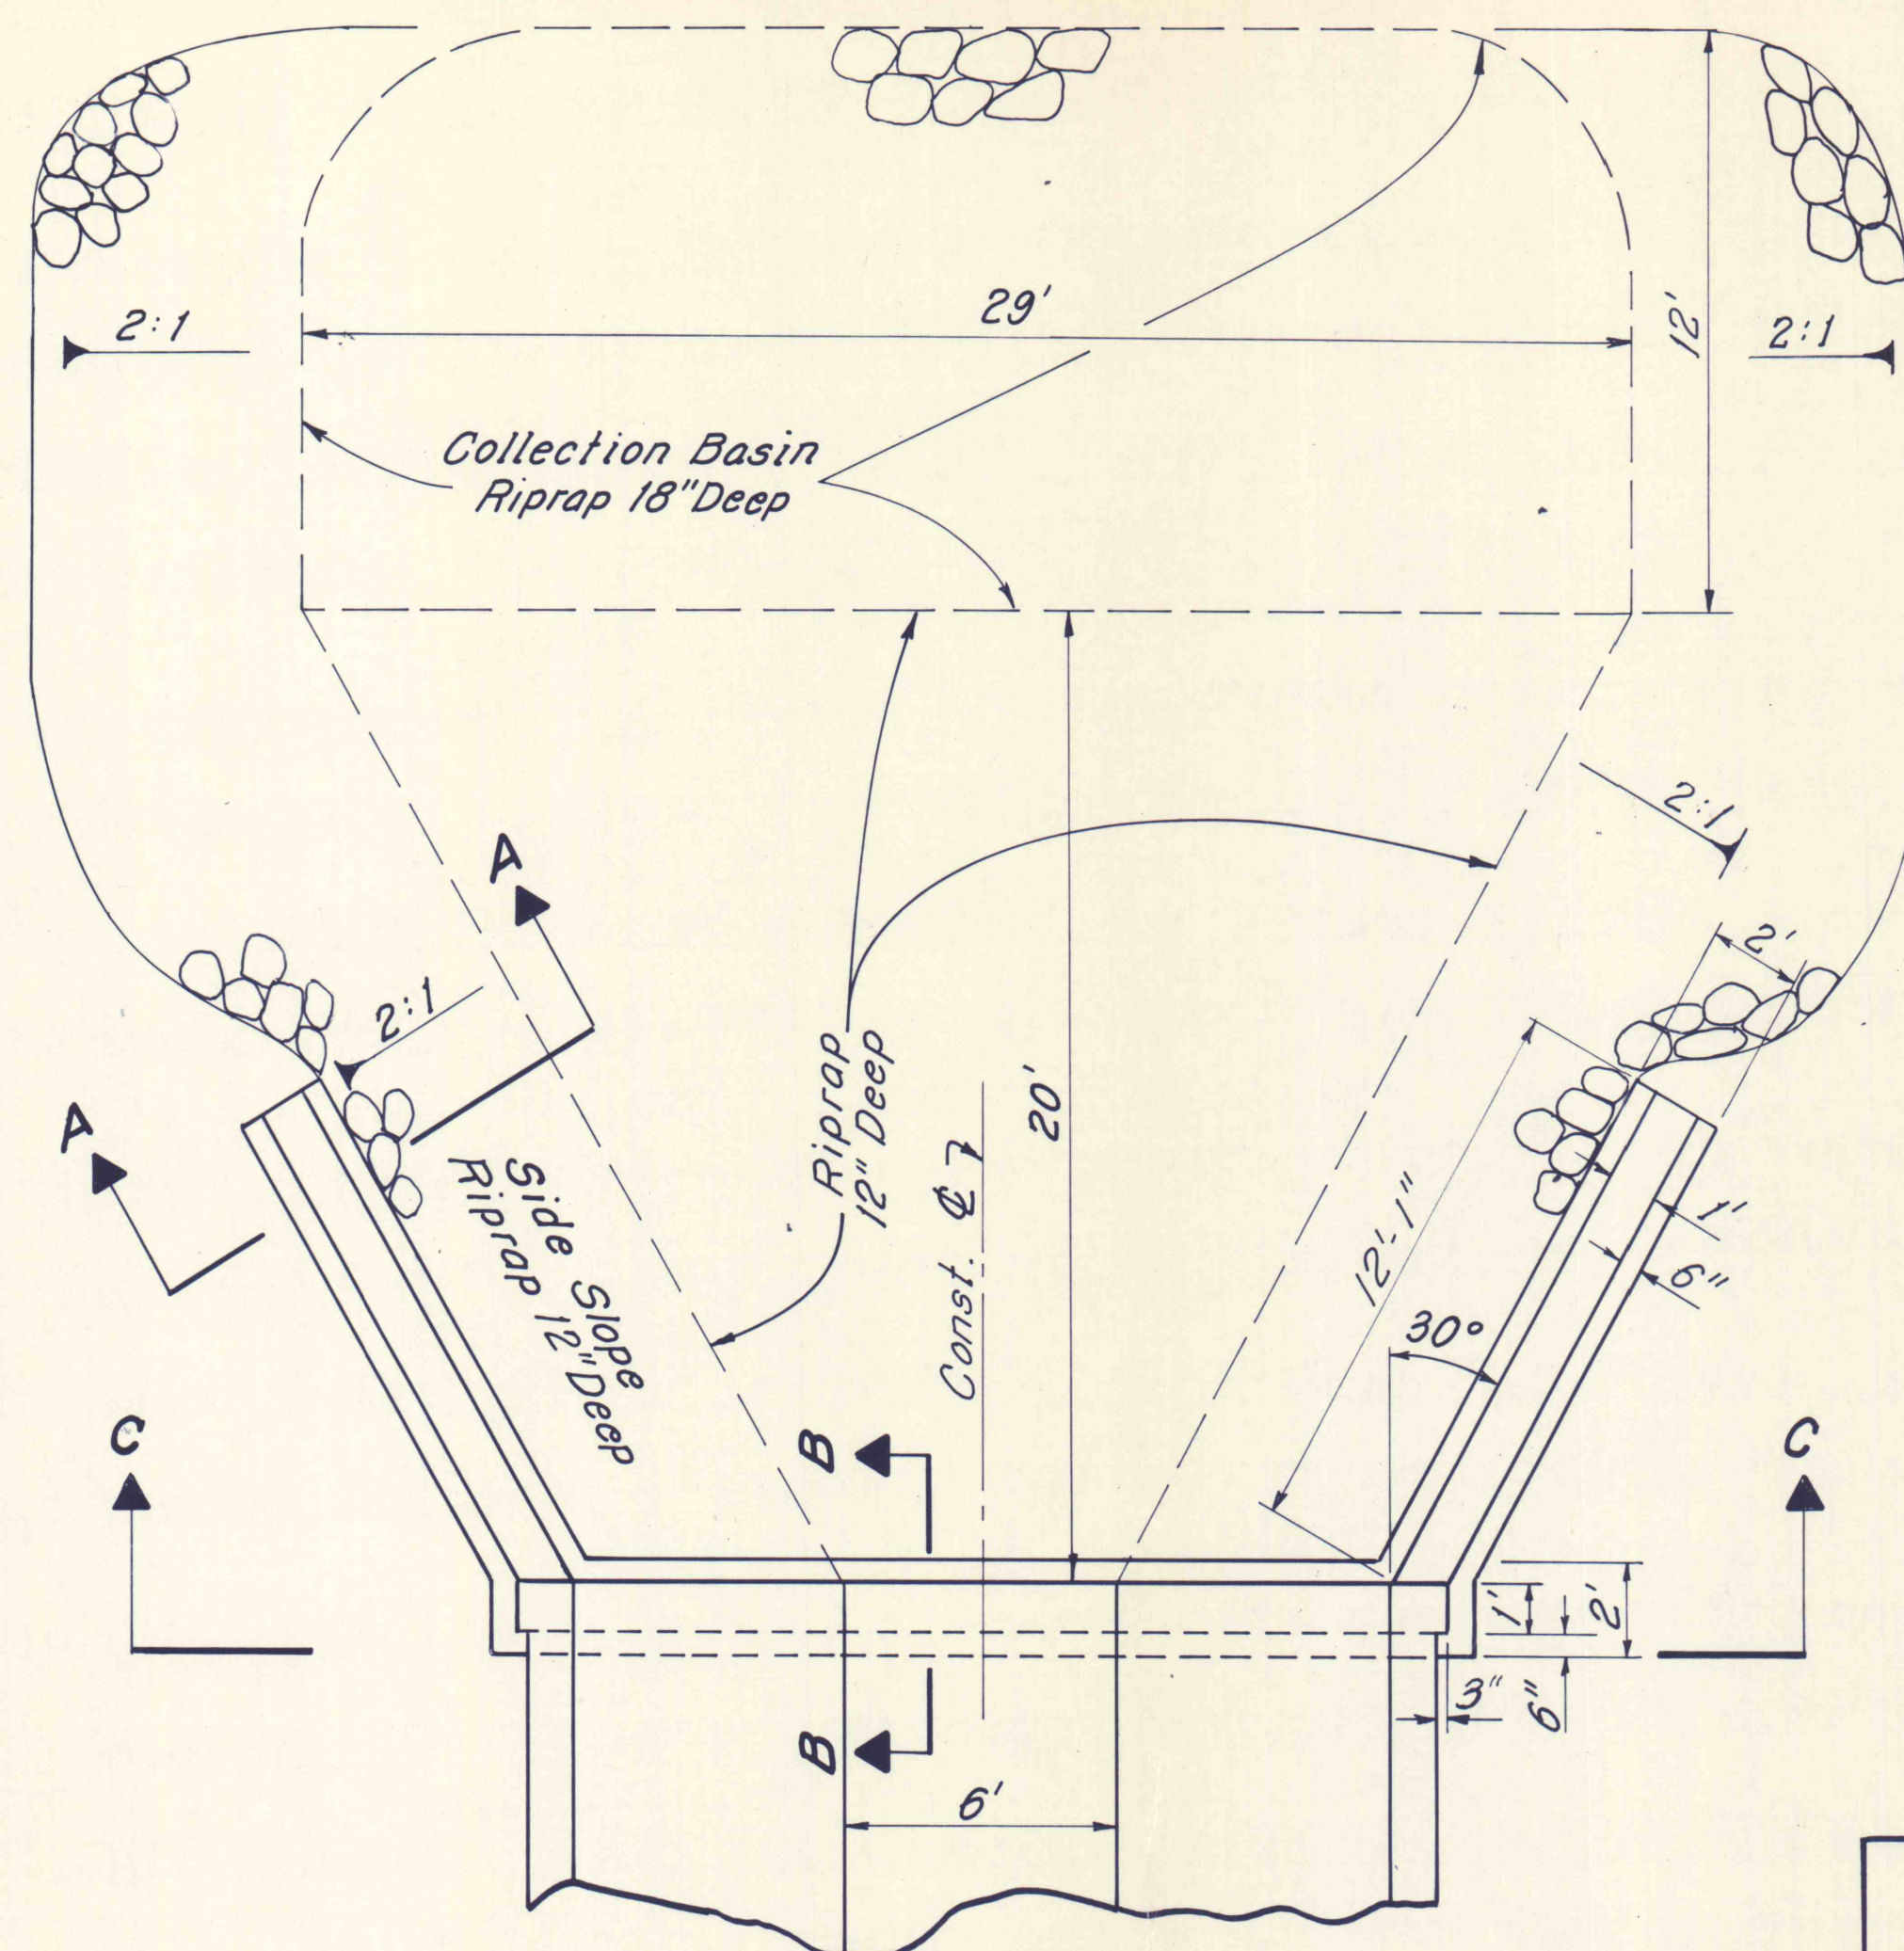 29'
12'
2:1
2:1
Collection Basin
Riprap 18" Deep
2:1
A
2'
2:1
Riprap
12" Deep
20'
A
Side Slope
Riprap 12" Deep
Const. ℄
12'-1"
1'
6"
30°
C
B
C
1'
2'
3"
6"
B
6'